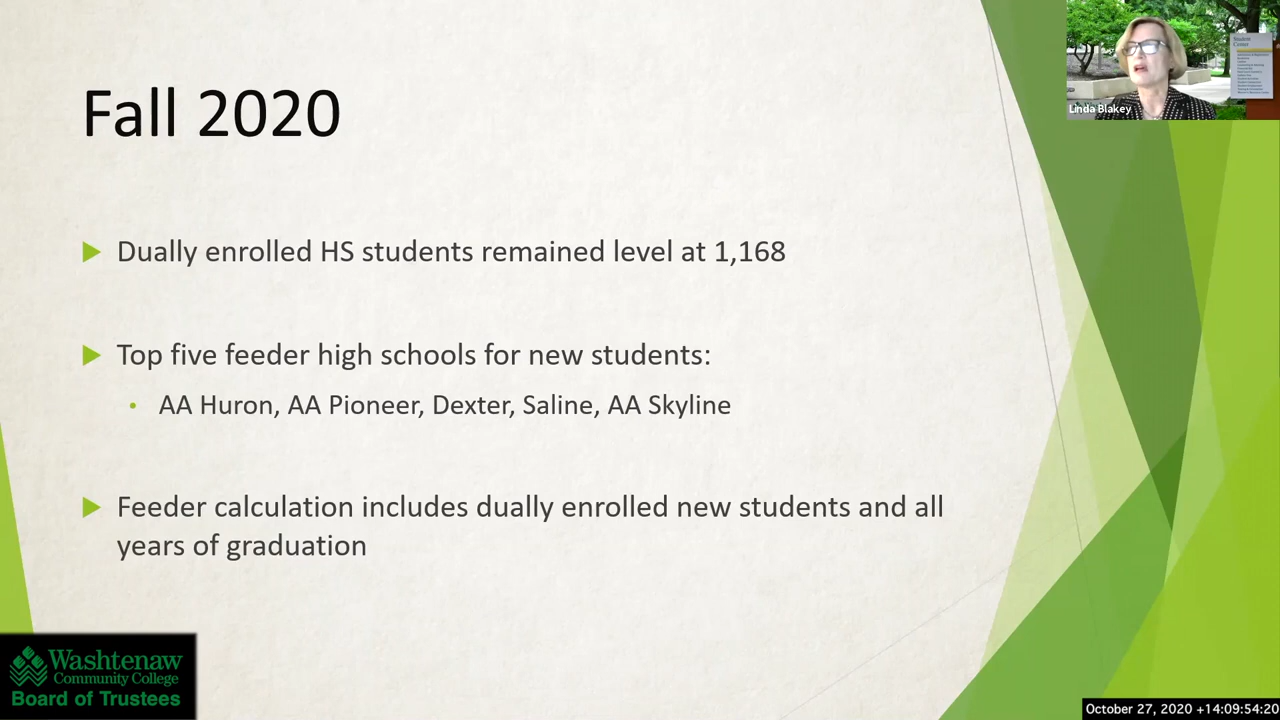 Fall 2020
Dually enrolled HS students remained level at 1,168
Top five feeder high schools for new students:
AA Huron, AA Pioneer, Dexter, Saline, AA Skyline
Feeder calculation includes dually enrolled new students and all
years of graduation
Student
Center
Linda Blakey
Washtenaw
Community College
Board of Trustees
October 27, 2020 +14:09:54:20